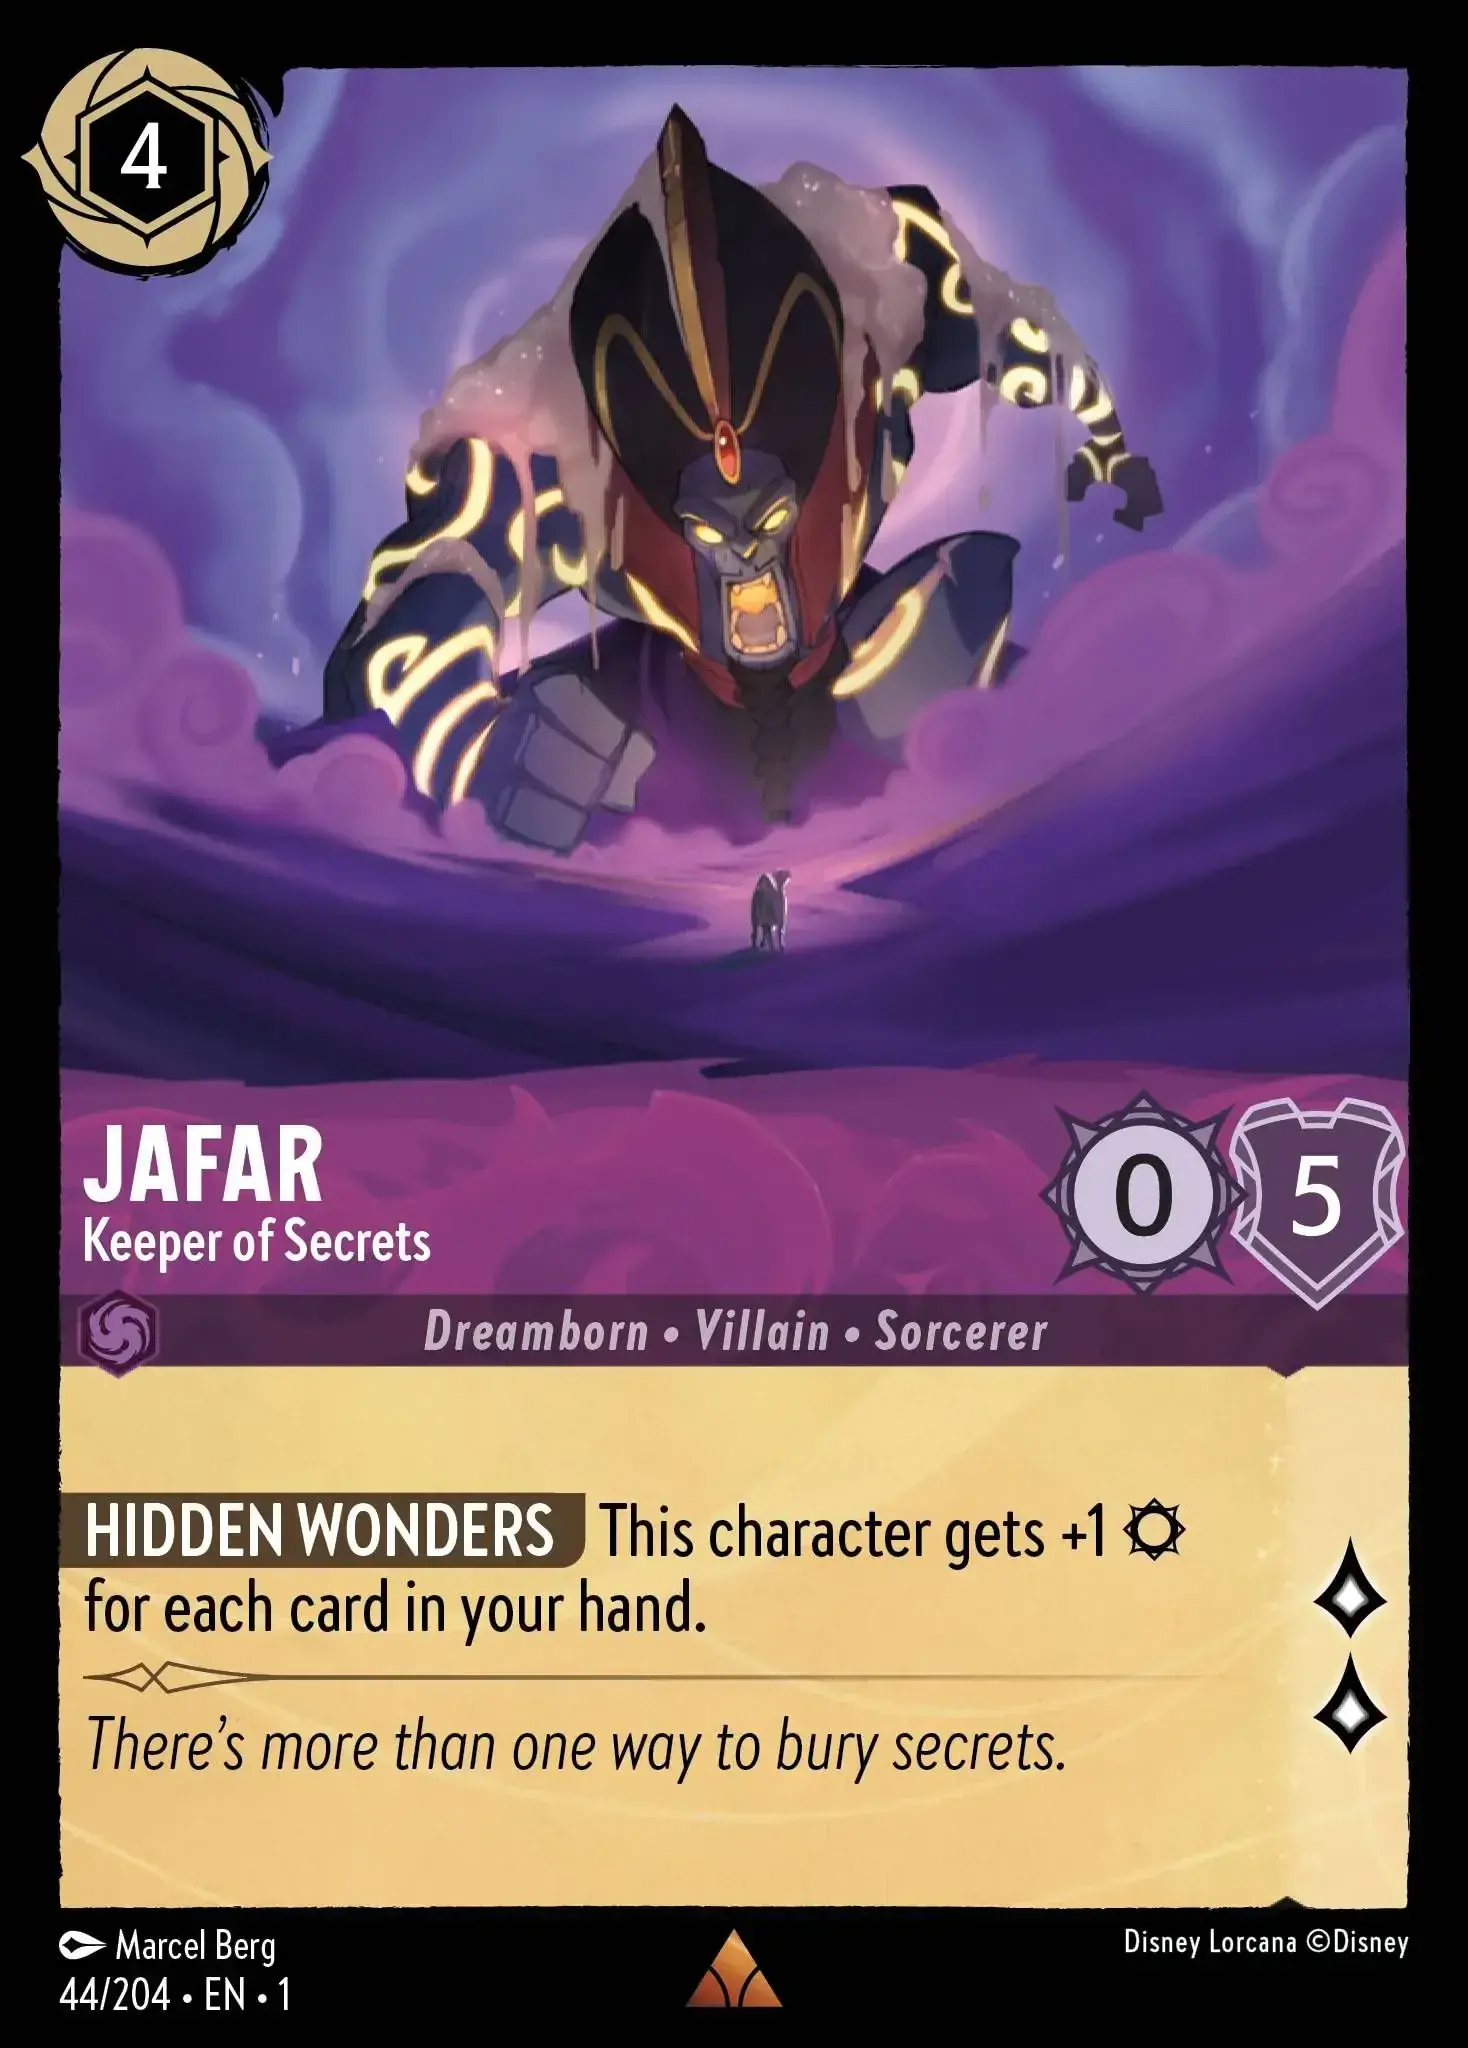 4
JAFAR
Keeper of Secrets
0
5
Dreamborn • Villain • Sorcerer
HIDDEN WONDERS This character gets +1
for each card in your hand.
There's more than one way to bury secrets.
Marcel Berg
44/204 • EN • 1
Disney Lorcana ©Disney